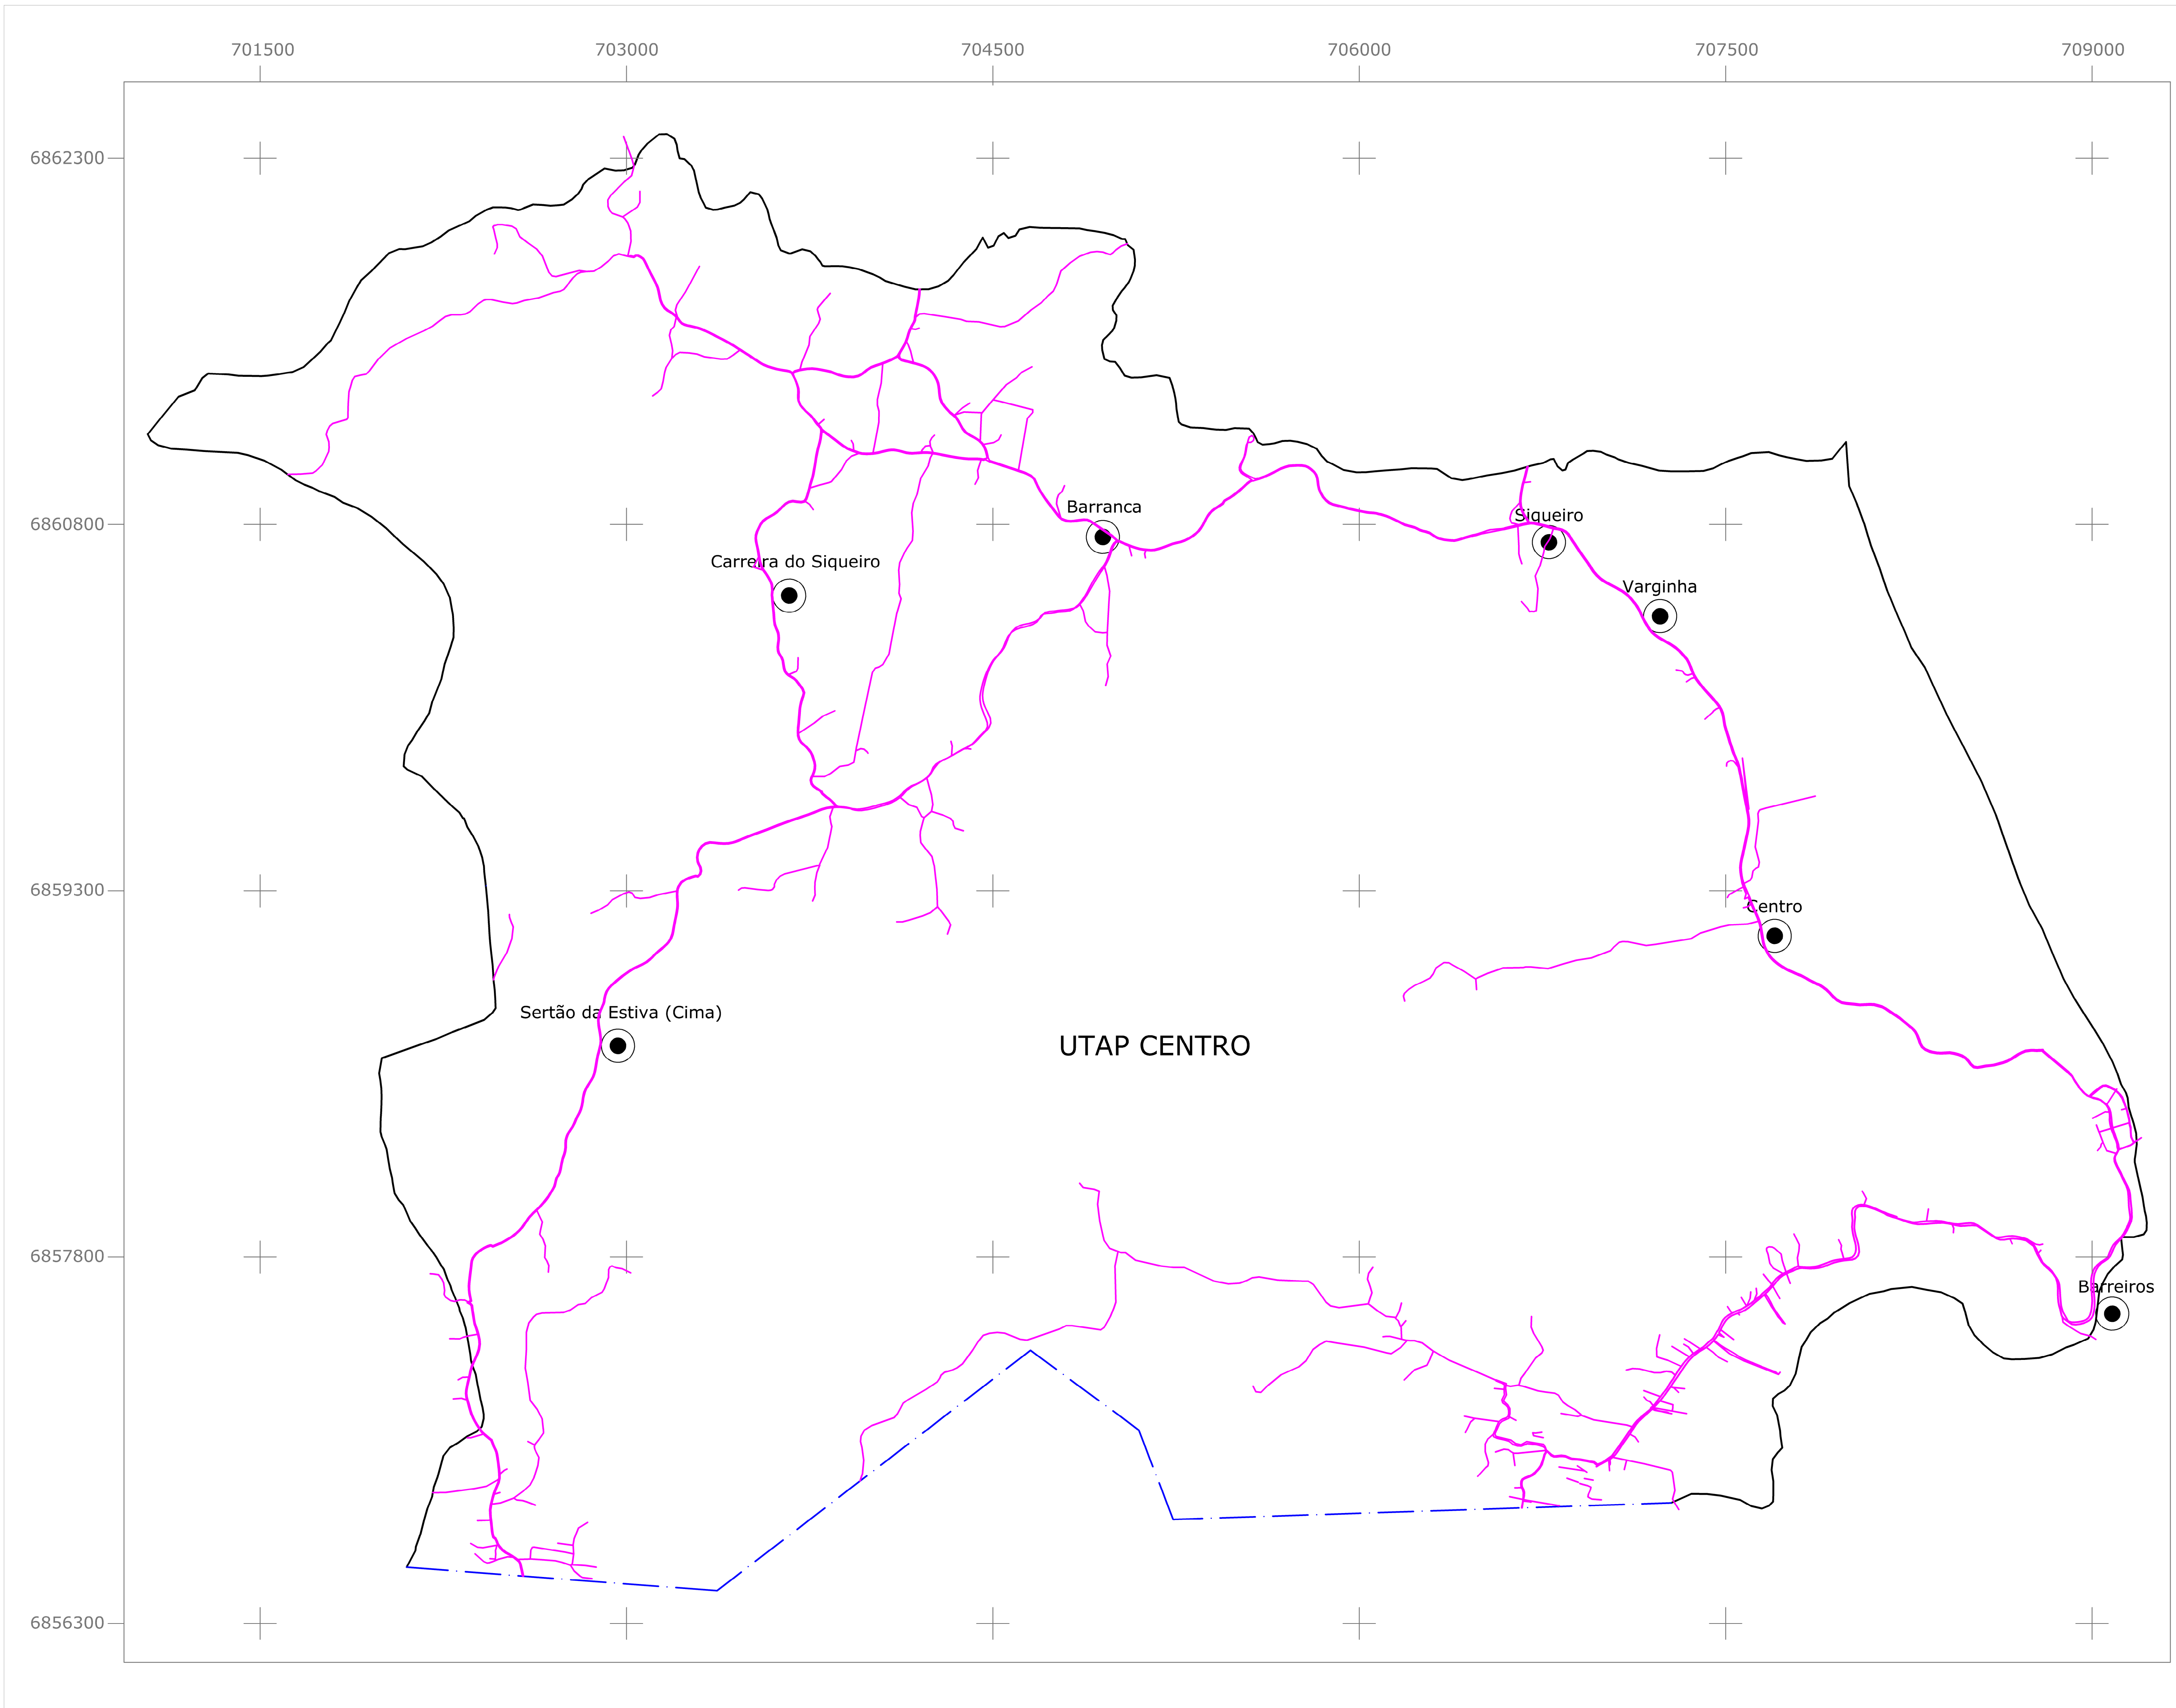 701500 703000 704500 706000 707500 709000
6862300
6860800
Barranca
Siqueiro
Carreira do Siqueiro
Varginha
6859300
Centro
Sertão da Estiva (Cima)
UTAP CENTRO
6857800
Barreiros
6856300